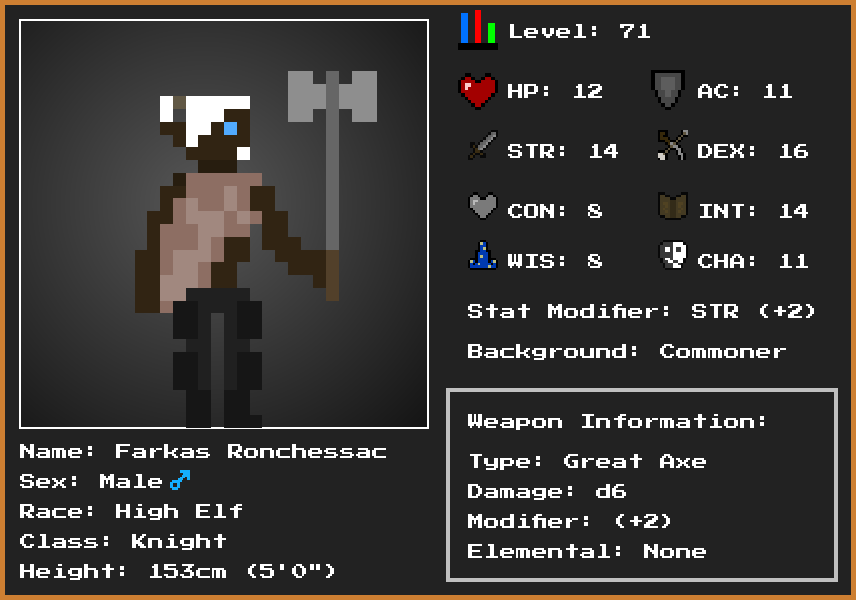 Level: 71
HP: 12
AC: 11
STR: 14
DEX: 16
CON: 8
INT: 14
WIS: 8
CHA: 11
Stat Modifier: STR (+2)
Background: Commoner
Weapon Information:
Type: Great Axe
Damage: d6
Modifier: (+2)
Elemental: None
Name: Farkas Ronchessac
Sex: Male♂
Race: High Elf
Class: Knight
Height: 153cm (5'0")